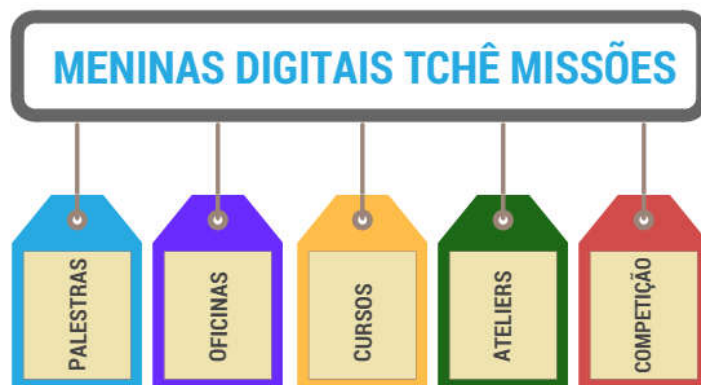 MENINAS DIGITAIS TCHÊ MISSÕES
PALESTRAS
OFICINAS
CURSOS
ATELIERS
COMPETIÇÃO